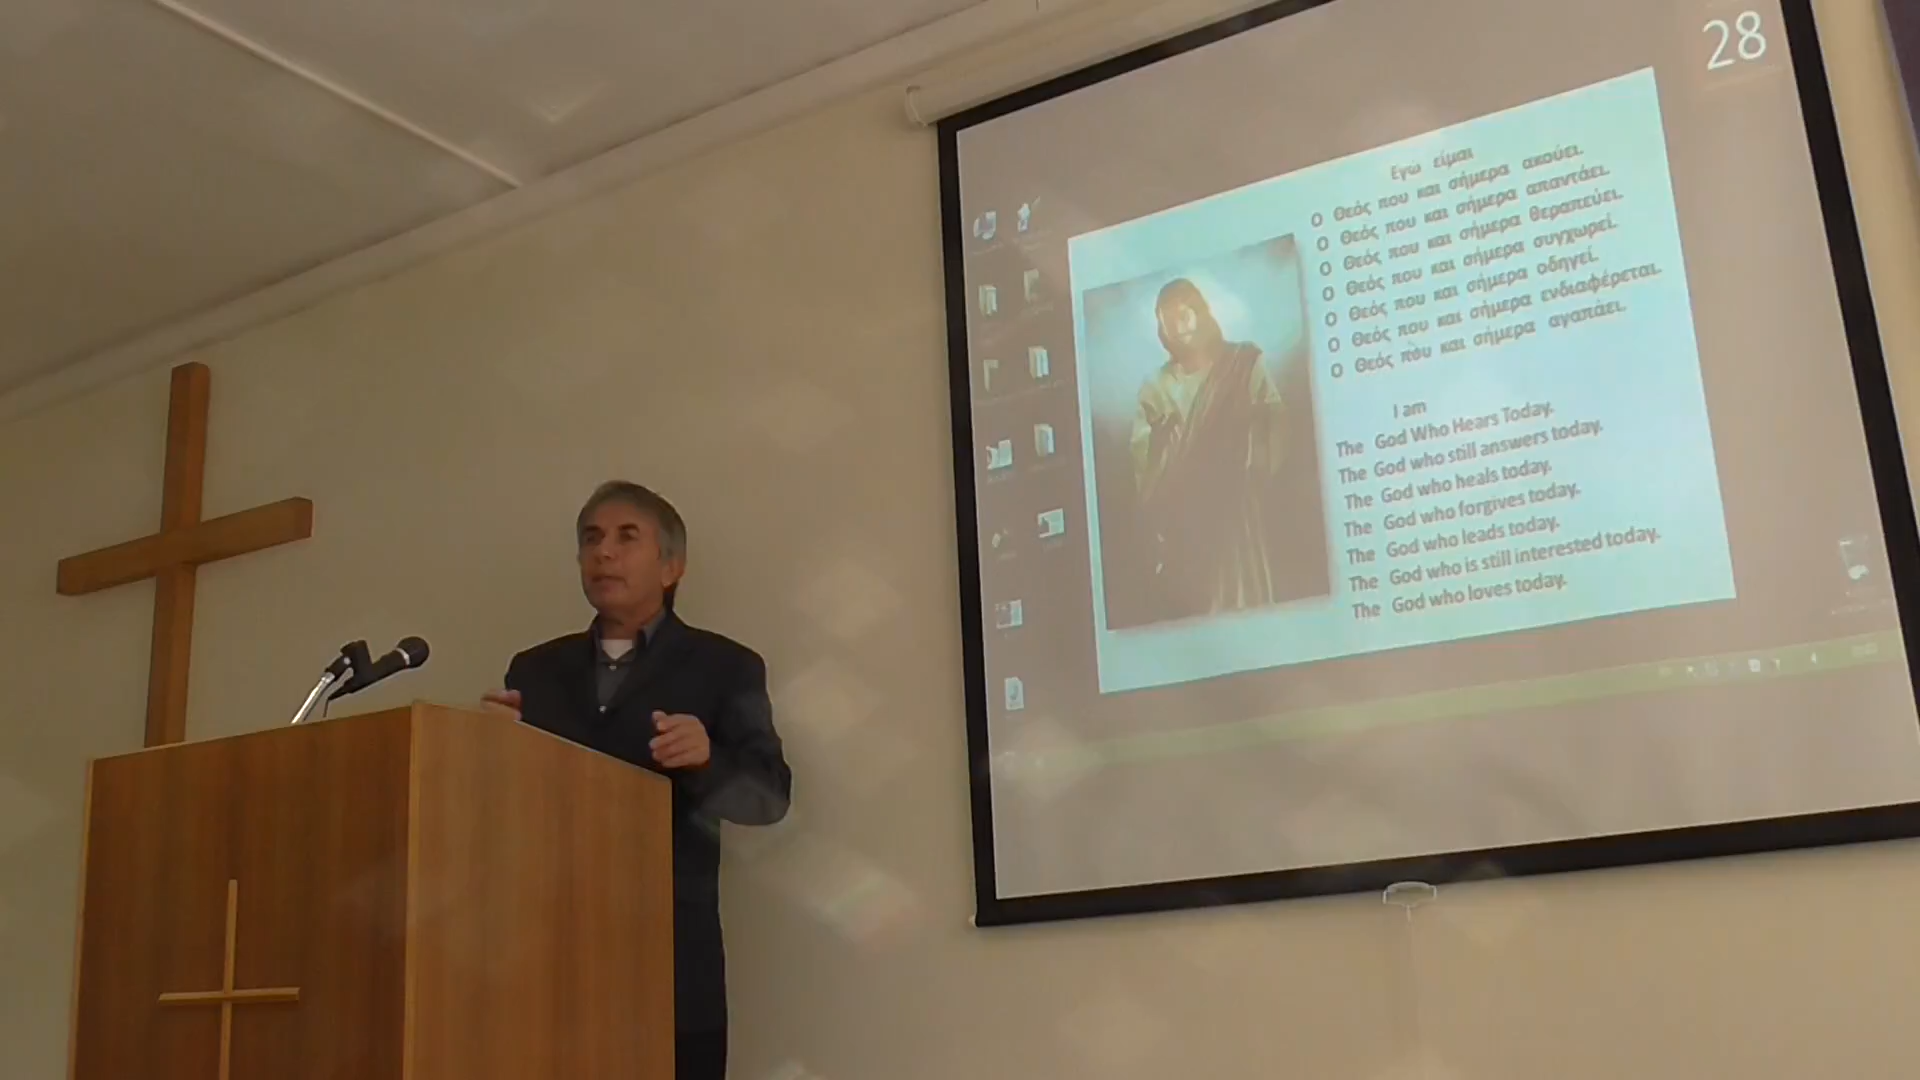 28
Εγω είμαι
Ο Θεός που και σήμερα ακούει.
Ο Θεός που και σήμερα απαντάει.
Ο Θεός που και σήμερα θεραπεύει.
Ο Θεός που και σήμερα συγχωρεί.
Ο Θεός που και σήμερα οδηγεί.
Ο Θεός που και σήμερα ενδιαφέρεται.
Ο Θεός που και σήμερα αγαπάει.
I am
The God Who Hears Today.
The God who still answers today.
The God who heals today.
The God who forgives today.
The God who leads today.
The God who is still interested today.
The God who loves today.